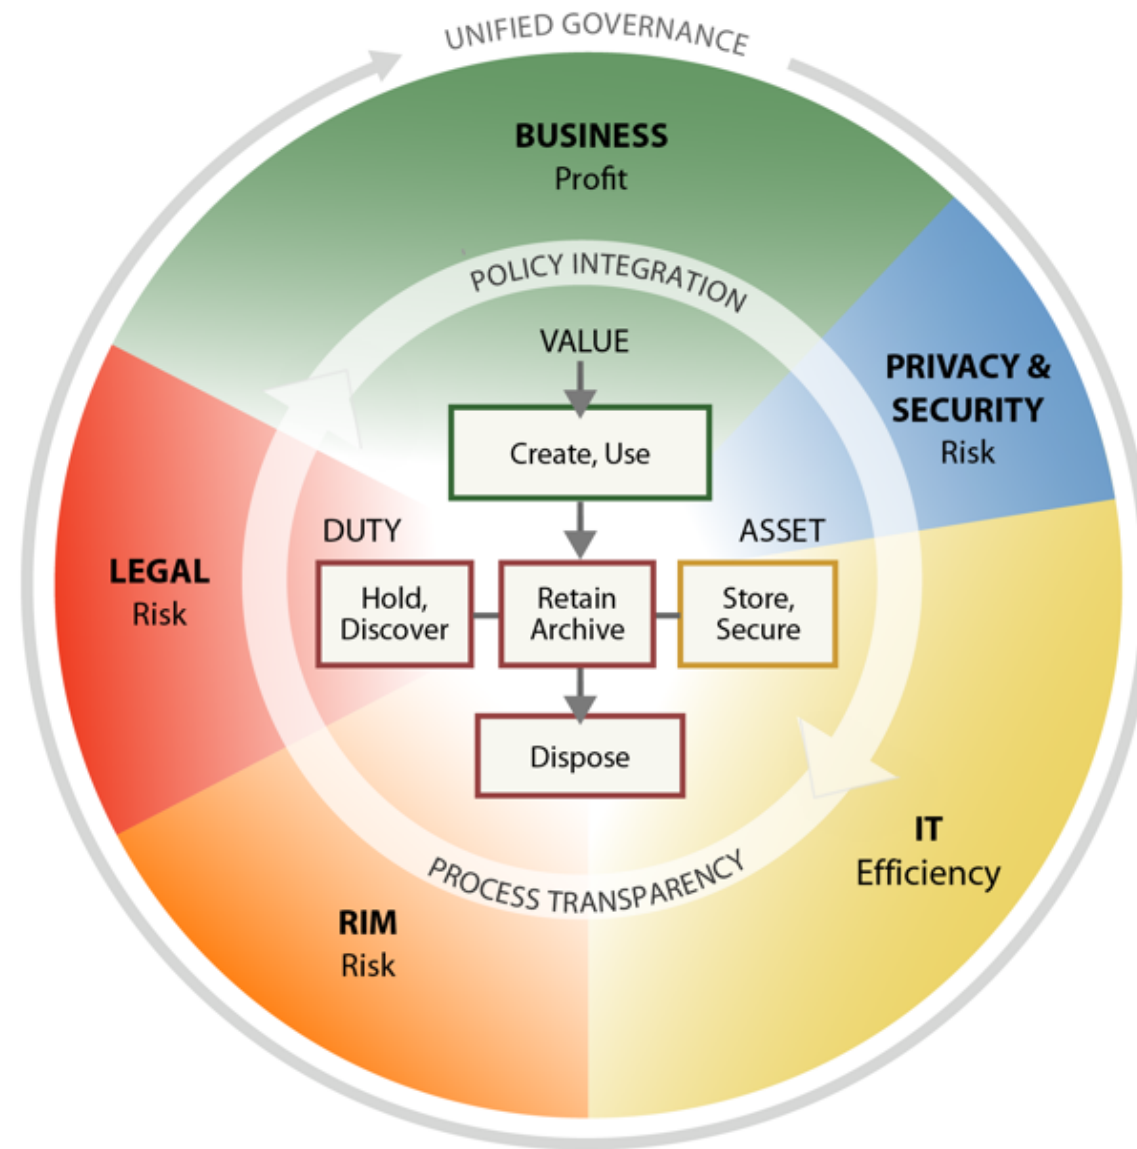 UNIFIED GOVERNANCE
BUSINESS
Profit
POLICY INTEGRATION
VALUE
PRIVACY &
SECURITY
Risk
Create, Use
DUTY
ASSET
LEGAL
Risk
Hold,
Discover
Retain
Archive
Store,
Secure
Dispose
IT
Efficiency
PROCESS TRANSPARENCY
RIM
Risk